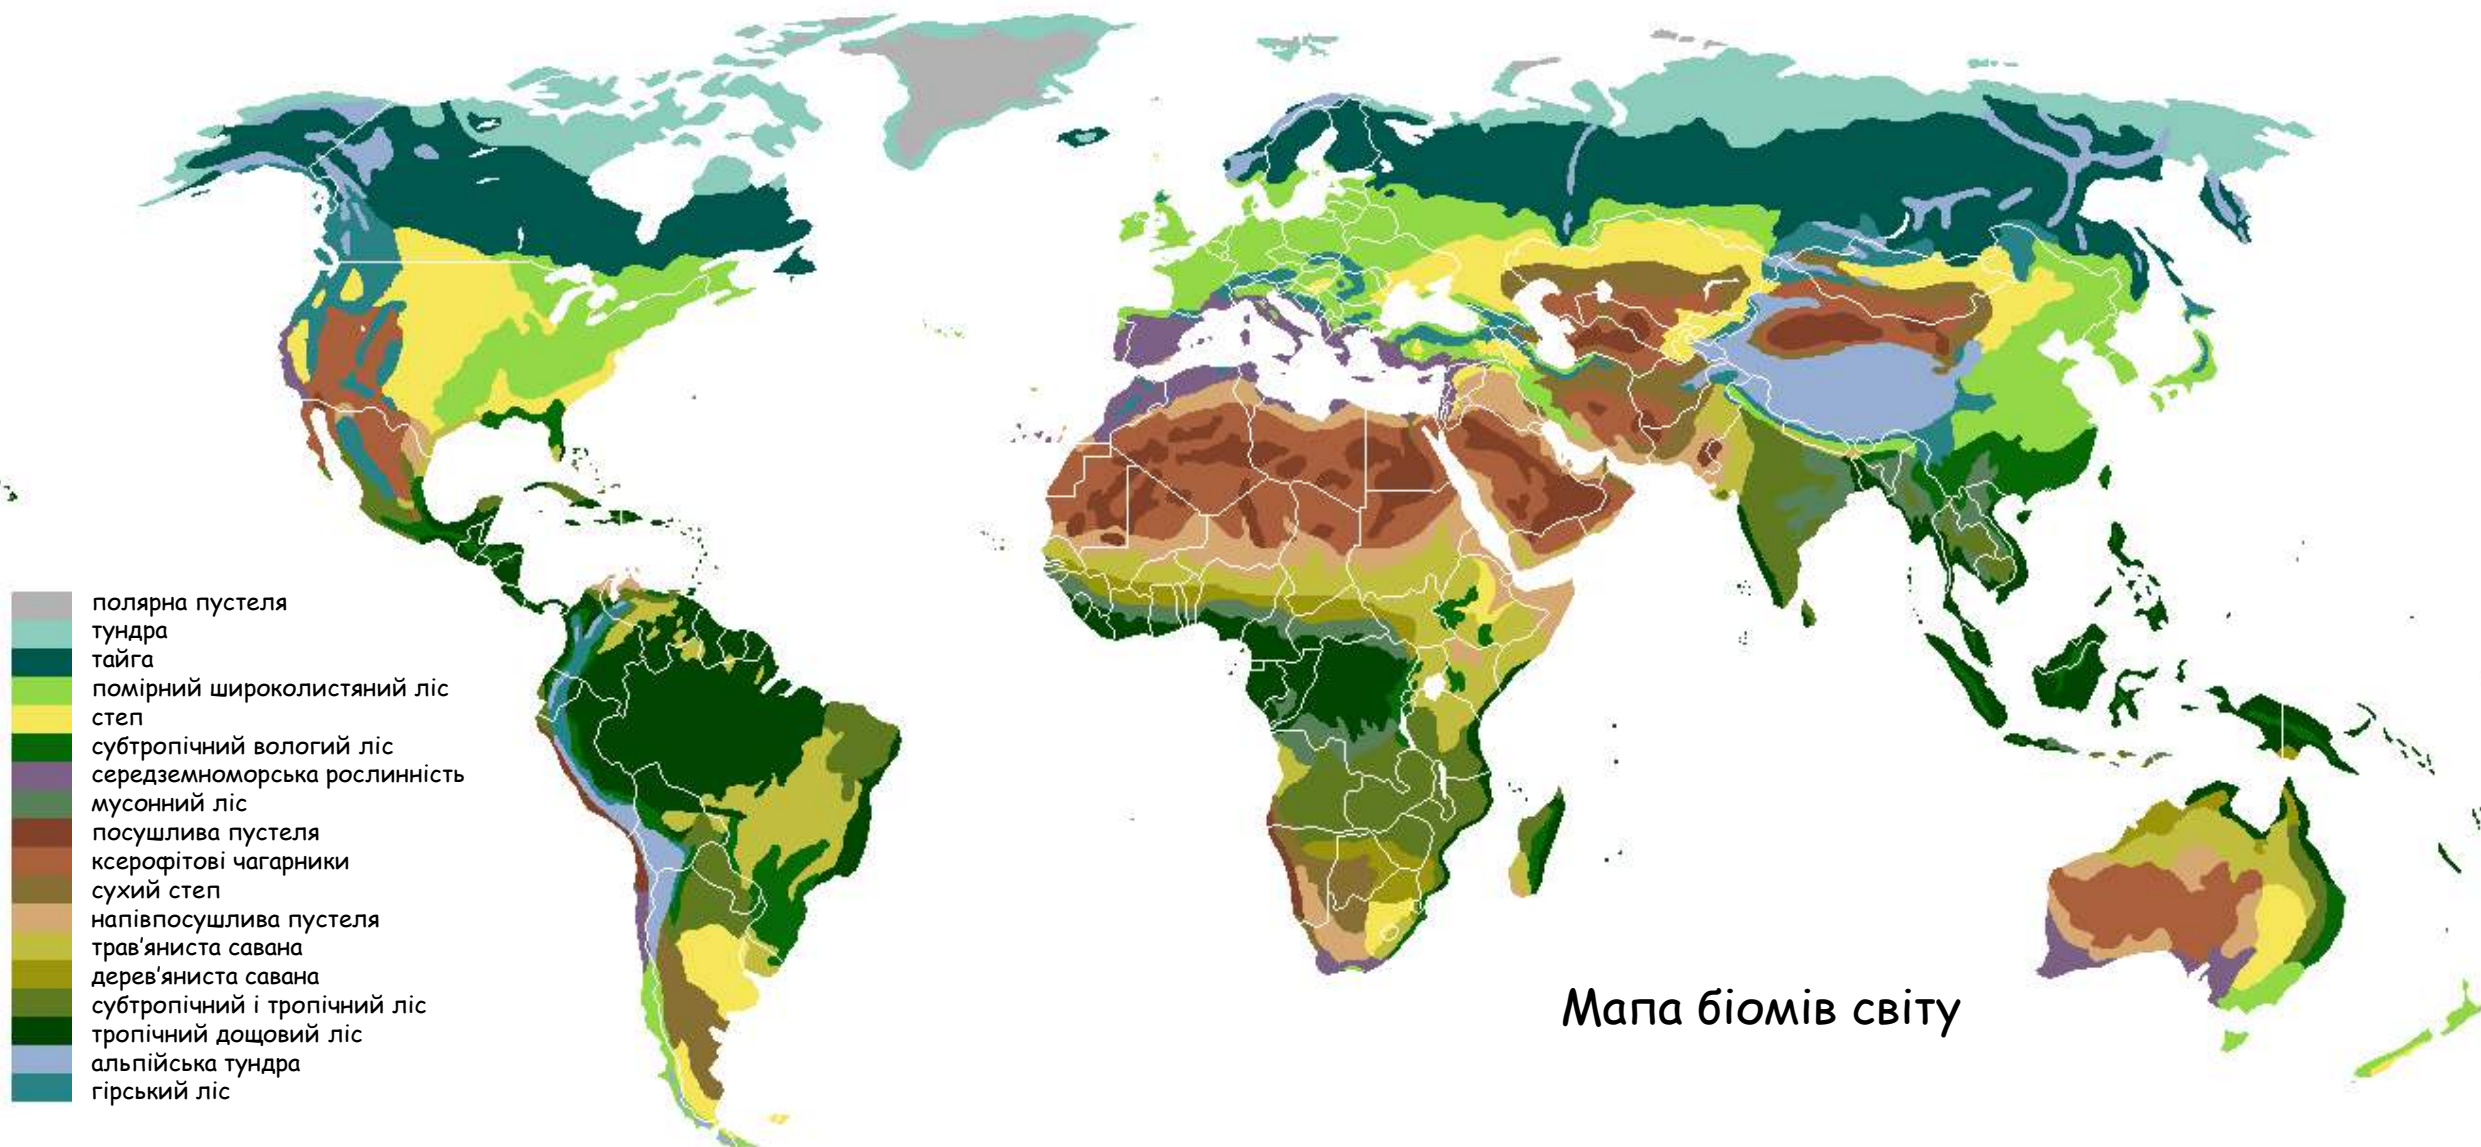 полярна пустеля
тундра
тайга
помірний широколистяний ліс
степ
субтропічний вологий ліс
середземноморська рослинність
мусонний ліс
посушлива пустеля
ксерофітові чагарники
сухий степ
напівпосушлива пустеля
трав'яниста савана
дерев'яниста савана
субтропічний і тропічний ліс
тропічний дощовий ліс
альпійська тундра
гірський ліс
Мапа біомів світу